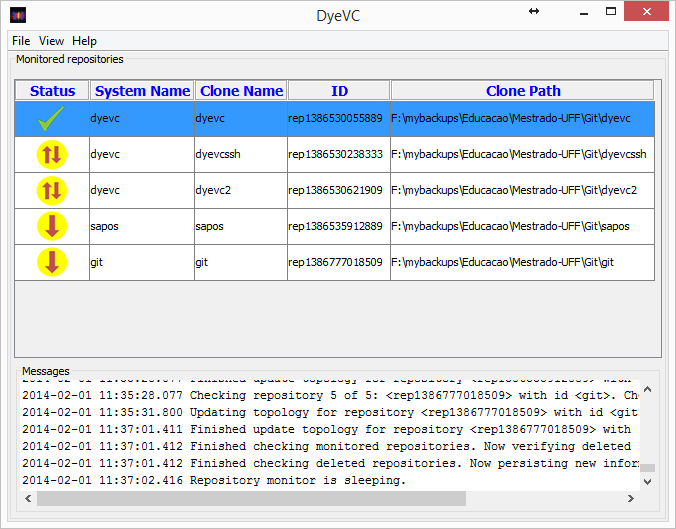 DyeVC
File View Help
Monitored repositories
Status System Name Clone Name ID Clone Path
dyevc dyevc rep1386530055889 F:\mybackups\Educacao\Mestrado-UFF\Git\dyevc
dyevc dyevcssh rep1386530238333 F:\mybackups\Educacao\Mestrado-UFF\Git\dyevcssh
dyevc dyevc2 rep1386530621909 F:\mybackups\Educacao\Mestrado-UFF\Git\dyevc2
sapos sapos rep1386535912889 F:\mybackups\Educacao\Mestrado-UFF\Git\sapos
git git rep1386777018509 F:\mybackups\Educacao\Mestrado-UFF\Git\git
Messages
2014-02-01 11:35:28.077 Checking repository 5 of 5: <rep1386777018509> with id <git>. Che
2014-02-01 11:35:31.800 Updating topology for repository <rep1386777018509> with id <git
2014-02-01 11:37:01.411 Finished update topology for repository <rep1386777018509> with
2014-02-01 11:37:01.412 Finished checking monitored repositories. Now verifying deleted
2014-02-01 11:37:01.412 Finished checking deleted repositories. Now persisting new infor
2014-02-01 11:37:02.416 Repository monitor is sleeping.